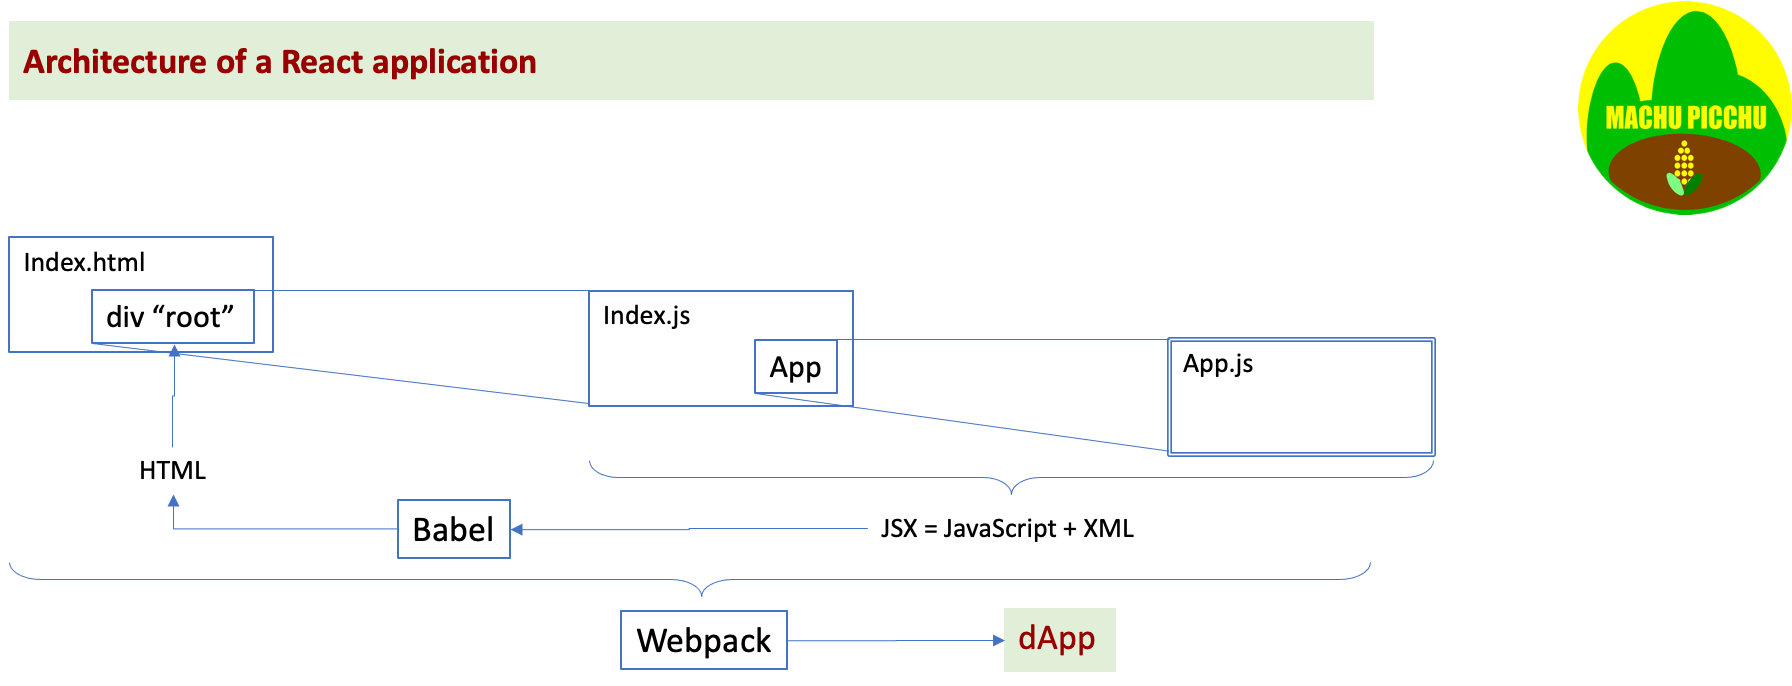 Architecture of a React application
MACHU PICCHU
Index.html
div “root”
Index.js
App
App.js
HTML
Babel
JSX = JavaScript + XML
Webpack
dApp